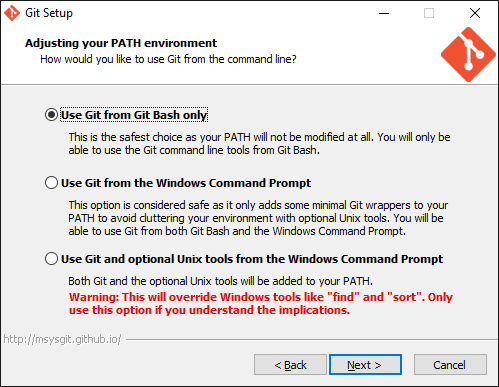 Git Setup
Adjusting your PATH environment
How would you like to use Git from the command line?
Use Git from Git Bash only
This is the safest choice as your PATH will not be modified at all. You will only
be able to use the Git command line tools from Git Bash.
Use Git from the Windows Command Prompt
This option is considered safe as it only adds some minimal Git wrappers to your
PATH to avoid cluttering your environment with optional Unix tools. You will be
able to use Git from both Git Bash and the Windows Command Prompt.
Use Git and optional Unix tools from the Windows Command Prompt
Both Git and the optional Unix tools will be added to your PATH.
Warning: This will override Windows tools like "find" and "sort". Only
use this option if you understand the implications.
http://msysgit.github.io/
< Back
Next >
Cancel